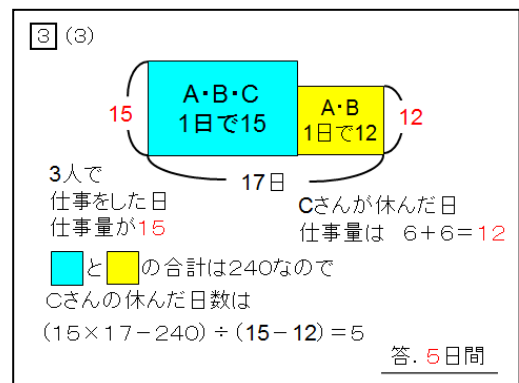 3 (3)
A・B・C
1日で15
A・B
1日で12
15
12
17日
3人で
仕事をした日
仕事量が15
Cさんが休んだ日
仕事量は 6+6=12
と の合計は240なので
Cさんの休んだ日数は
(15×17-240)÷(15-12)=5
答.5日間